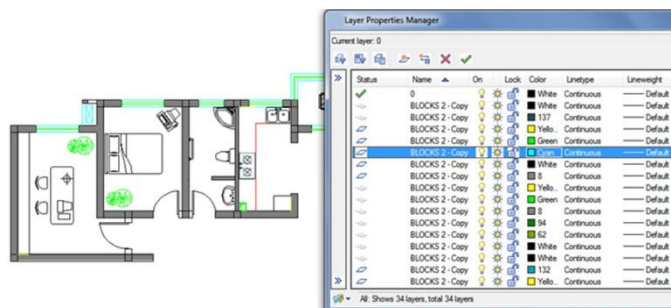 Layer Properties Manager
Current layer: 0
Status Name On Lock Color Linetype Lineweight
0 White Continuous Default
BLOCKS 2 - Copy White Continuous Default
BLOCKS 2 - Copy 137 Continuous Default
BLOCKS 2 - Copy Yello... Continuous Default
BLOCKS 2 - Copy Green Continuous Default
BLOCKS 2 - Copy Cyan Continuous Default
BLOCKS 2 - Copy White Continuous Default
BLOCKS 2 - Copy 8 Continuous Default
BLOCKS 2 - Copy Yello... Continuous Default
BLOCKS 2 - Copy Green Continuous Default
BLOCKS 2 - Copy 8 Continuous Default
BLOCKS 2 - Copy 94 Continuous Default
BLOCKS 2 - Copy 62 Continuous Default
BLOCKS 2 - Copy White Continuous Default
BLOCKS 2 - Copy White Continuous Default
BLOCKS 2 - Copy 132 Continuous Default
BLOCKS 2 - Copy Yello... Continuous Default
All: Shows 34 layers, total 34 layers